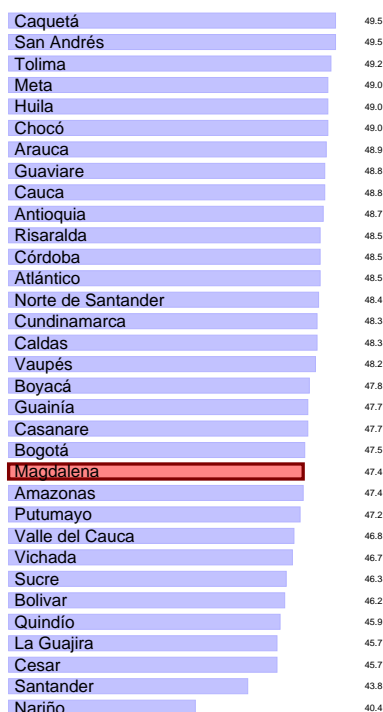 Caquetá 49.5
San Andrés 49.5
Tolima 49.2
Meta 49.0
Huila 49.0
Chocó 49.0
Arauca 48.9
Guaviare 48.8
Cauca 48.8
Antioquia 48.7
Risaralda 48.5
Córdoba 48.5
Atlántico 48.5
Norte de Santander 48.4
Cundinamarca 48.3
Caldas 48.3
Vaupés 48.2
Boyacá 47.8
Guainía 47.7
Casanare 47.7
Bogotá 47.5
Magdalena 47.4
Amazonas 47.4
Putumayo 47.2
Valle del Cauca 46.8
Vichada 46.7
Sucre 46.3
Bolivar 46.2
Quindío 45.9
La Guajira 45.7
Cesar 45.7
Santander 43.8
Nariño 40.4